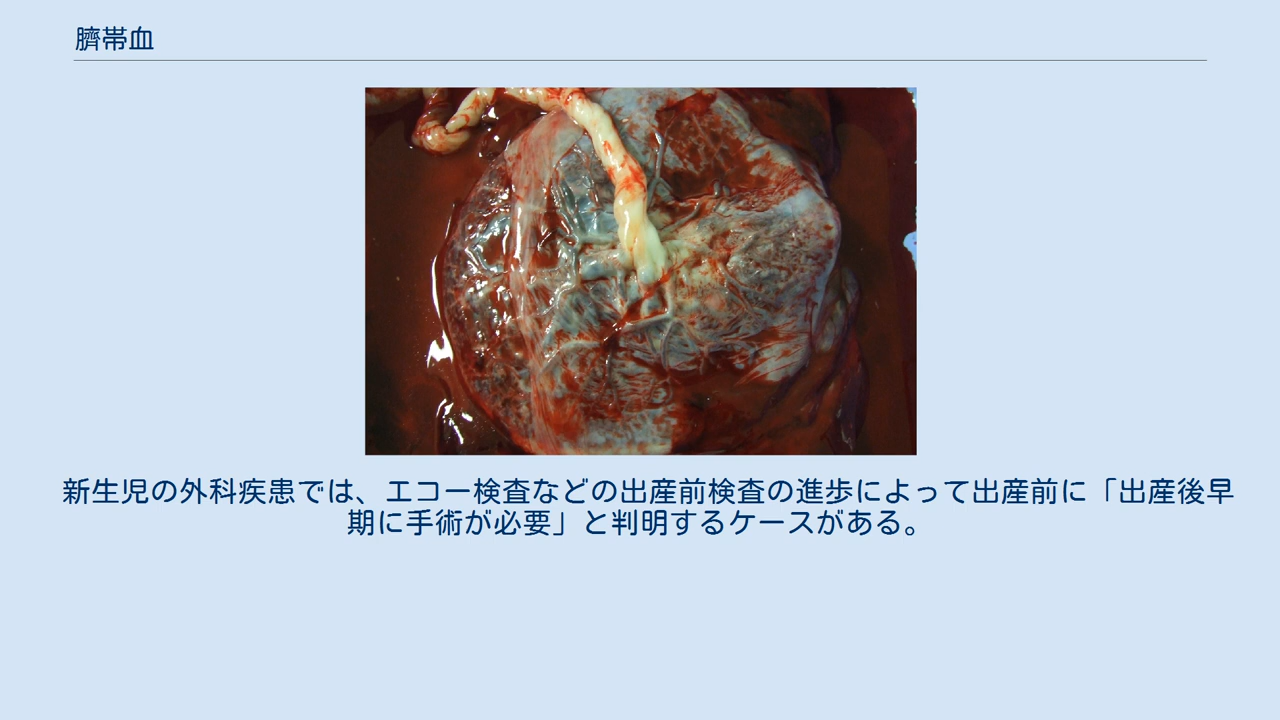 臍帯血
新生児の外科疾患では、エコー検査などの出産前検査の進歩によって出産前に「出産後早
期に手術が必要」と判明するケースがある。